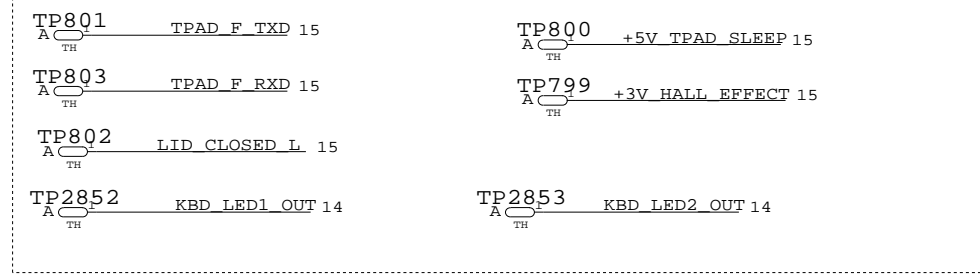 TP801
A 1 TPAD_F_TXD 15
TH
TP800
A 1 +5V_TPAD_SLEEP 15
TH
TP803
A 1 TPAD_F_RXD 15
TH
TP799
A 1 +3V_HALL_EFFECT 15
TH
TP802
A 1 LID_CLOSED_L 15
TH
TP2852
A 1 KBD_LED1_OUT 14
TH
TP2853
A 1 KBD_LED2_OUT 14
TH